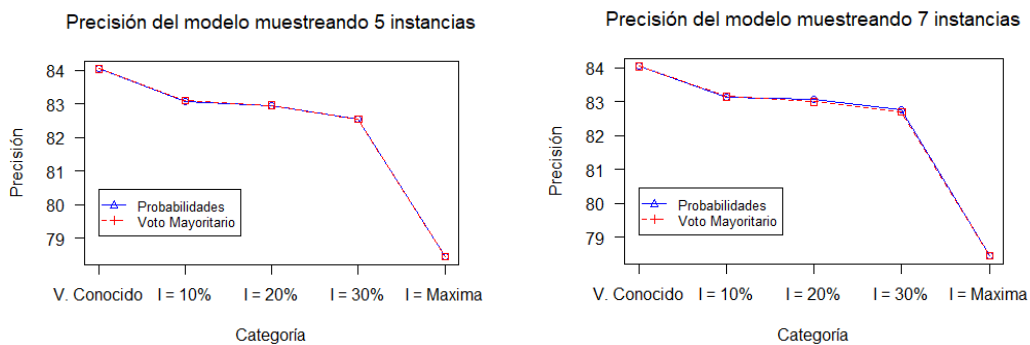 Precisión del modelo muestreando 5 instancias
Precisión
84
83
82
81
80
79
Probabilidades
Voto Mayoritario
V. Conocido I = 10% I = 20% I = 30% I = Maxima
Categoría
Precisión del modelo muestreando 7 instancias
Precisión
84
83
82
81
80
79
Probabilidades
Voto Mayoritario
V. Conocido I = 10% I = 20% I = 30% I = Maxima
Categoría